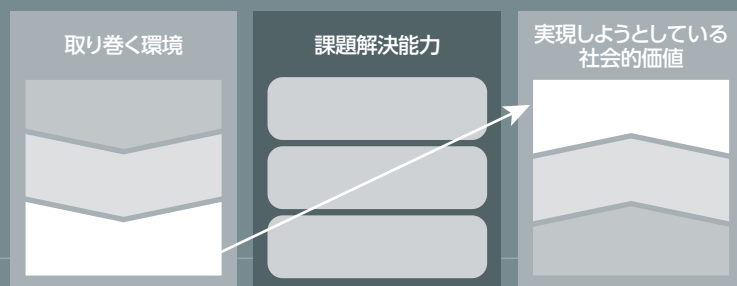 取り巻く環境
課題解決能力
実現しようとしている
社会的価値